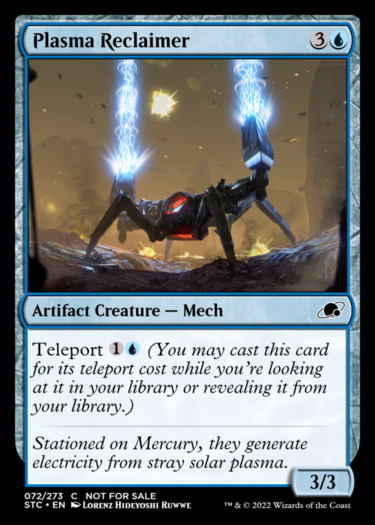 Plasma Reclaimer 3
Artifact Creature — Mech
Teleport 1 (You may cast this card
for its teleport cost while you're looking
at it in your library or revealing it from
your library.)
Stationed on Mercury, they generate
electricity from stray solar plasma.
3/3
072/273 C NOT FOR SALE
STC • EN Lorenz Hideyoshi Ruwwe
™ & © 2022 Wizards of the Coast